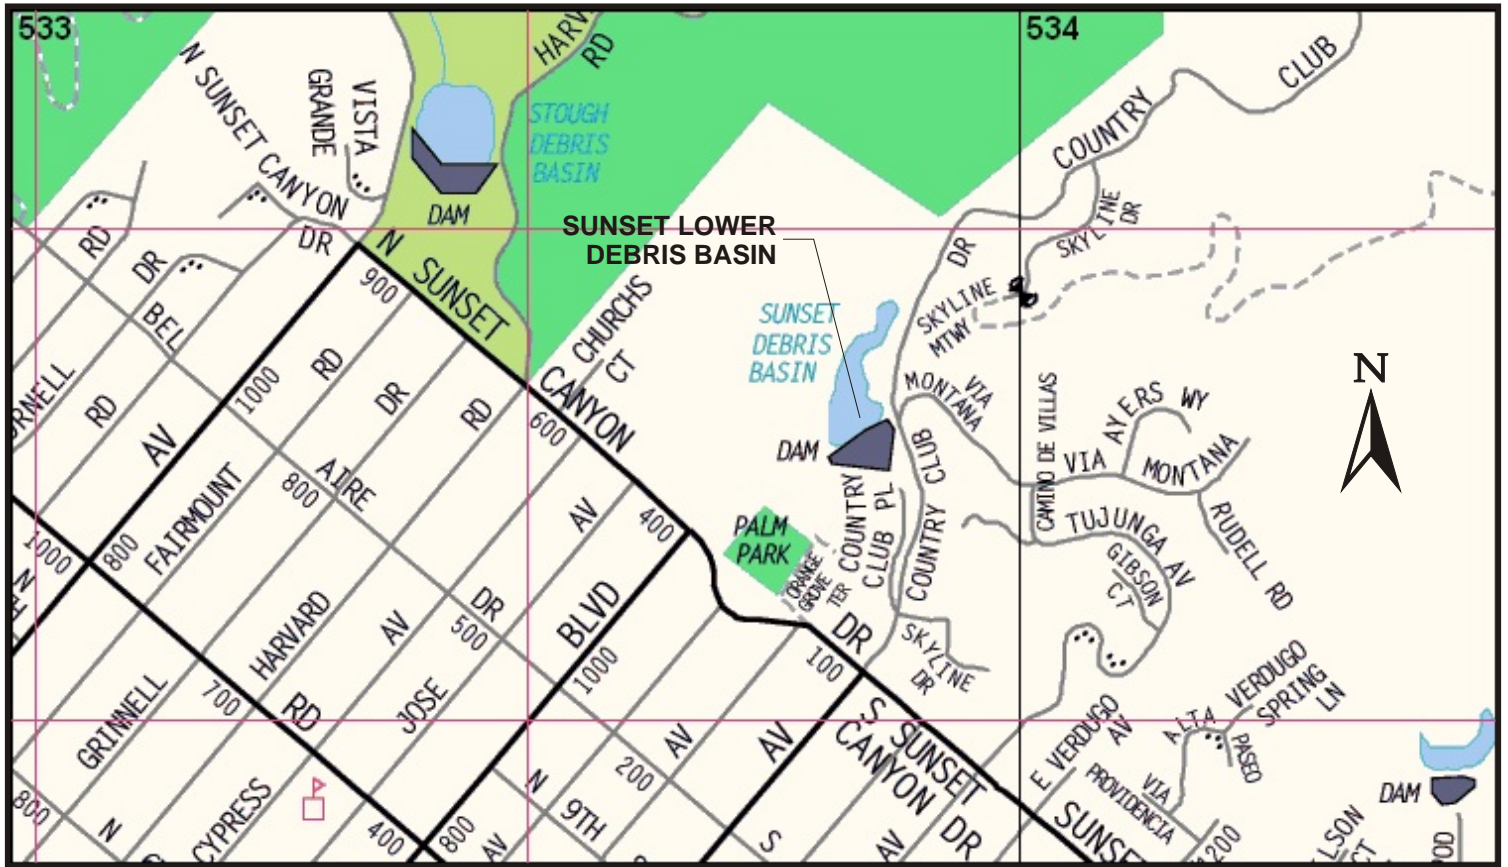 533
534
HARV
RD
COUNTRY
CLUB
N SUNSET CANYON
DR
VISTA
GRANDE
STOUGH
DEBRIS
BASIN
DAM
SUNSET LOWER
DEBRIS BASIN
SKYLINE
DR
DR
RD
DR
N SUNSET
CANYON
900
BEL
AIRE
DR
CHURCHS
CT
SUNSET
DEBRIS
BASIN
SKYLINE
MTWY
VIA
MONTANA
N
1000
RD
DR
RD
RD
AV
600
DAM
CAMINO DE VILLAS
AYERS WY
VIA
MONTANA
COUNTRY CLUB
FAIRMOUNT
800
AV
400
PALM
PARK
COUNTRY
CLUB PL
TUJUNGA AV
RUDELL RD
GIBSON
CT
1000
800
N
ORANGE
GROVE
TER
HARVARD
AV
500
BLVD
1000
DR
100
SKYLINE
DR
GRINNELL
700
RD
JOSE
AV
AV
S SUNSET
CANYON DR
E VERDUGO
AV
ALTA VERDUGO
SPRING
LN
PASEO
VIA
PROVIDENCIA
1200
DAM
800
N
CYPRESS
400
800
AV
N
9TH
200
S
AV
SUNSE
LSON
CT
OD